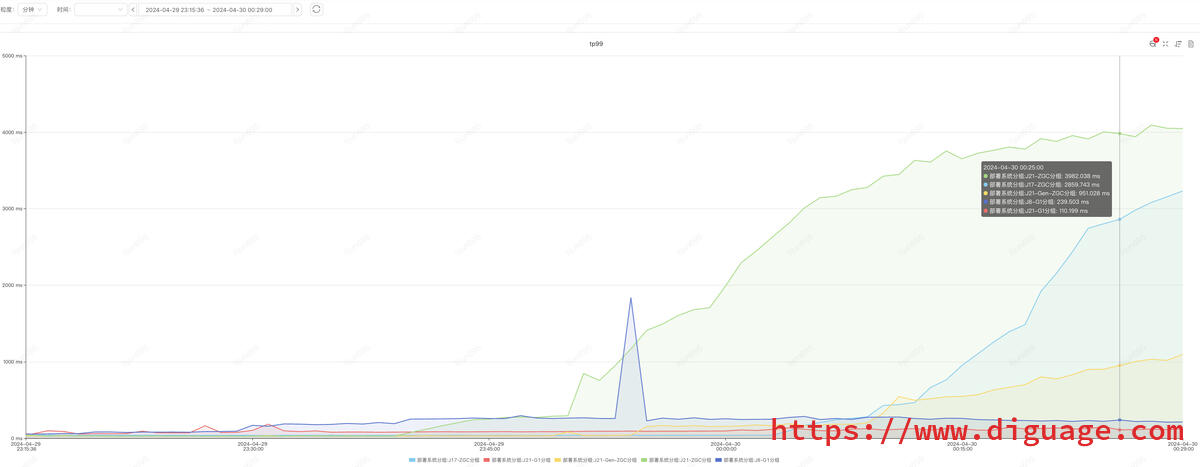 粒度：分钟 时间： 2024-04-29 23:15:36 ~ 2024-04-30 00:29:00
tp99
5000 ms
4000 ms
3000 ms
2000 ms
1000 ms
0 ms
2024-04-30 00:25:00
部署系统分组:J21-ZGC分组: 3982.038 ms
部署系统分组:J17-ZGC分组: 2859.743 ms
部署系统分组:J21-Gen-ZGC分组: 951.028 ms
部署系统分组:J8-G1分组: 239.503 ms
部署系统分组:J21-G1分组: 110.199 ms
https://www.diguage.com
2024-04-29 23:15:36
2024-04-29 23:30:00
2024-04-29 23:45:00
2024-04-30 00:00:00
2024-04-30 00:15:00
2024-04-30 00:29:00
部署系统分组:J17-ZGC分组 部署系统分组:J21-G1分组 部署系统分组:J21-Gen-ZGC分组 部署系统分组:J21-ZGC分组 部署系统分组:J8-G1分组